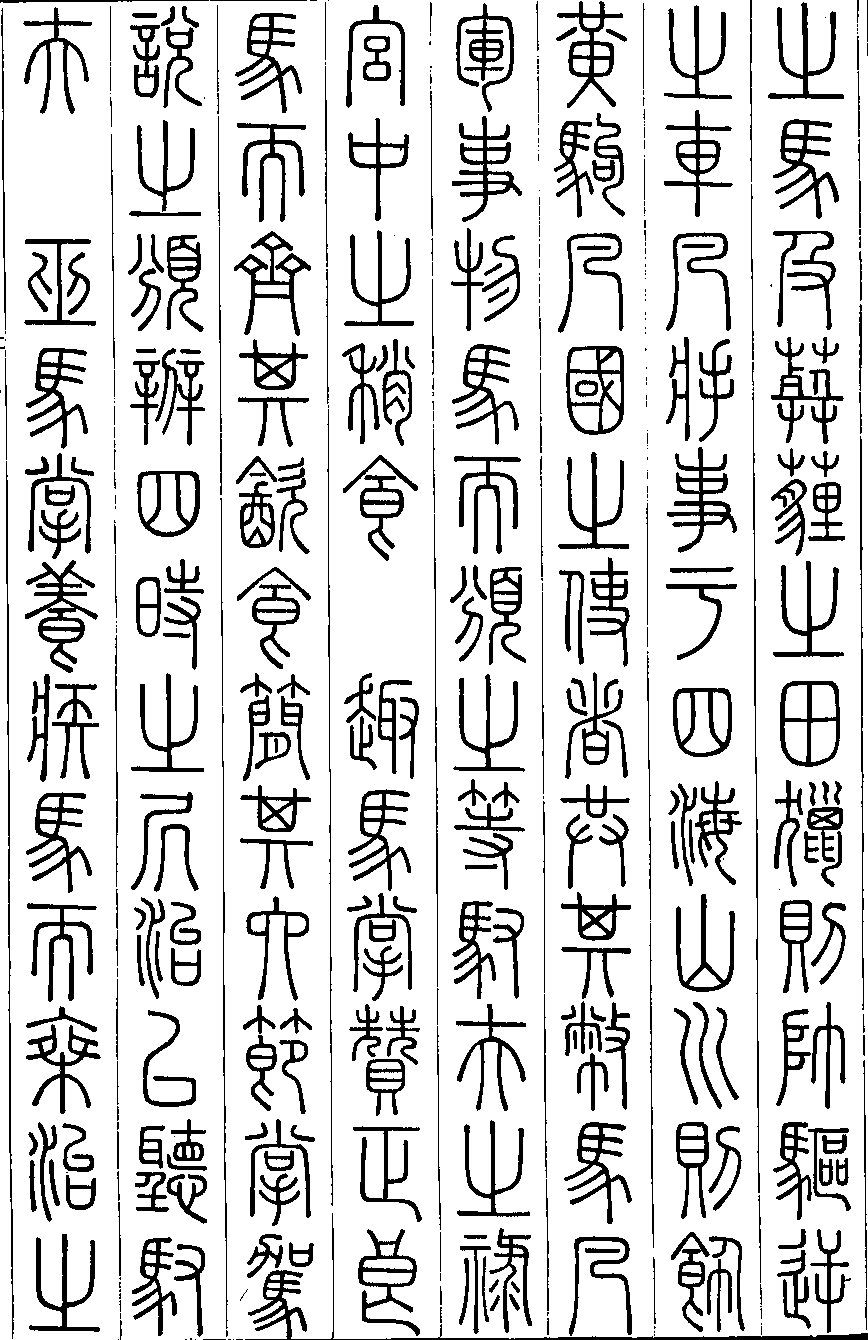 之馬及葬薶之田獵則帥驅逆
之車凡將事于四海山川則飾
黃駒凡國之使者共其幣馬凡
軍事物馬而頒之等馭夫之祿
宮中之稍食 趣馬掌贊正良
馬而齊其飲食簡其六節掌駕
說之頒辨四時之居治以聽馭
夫 巫馬掌養疾馬而乘治之